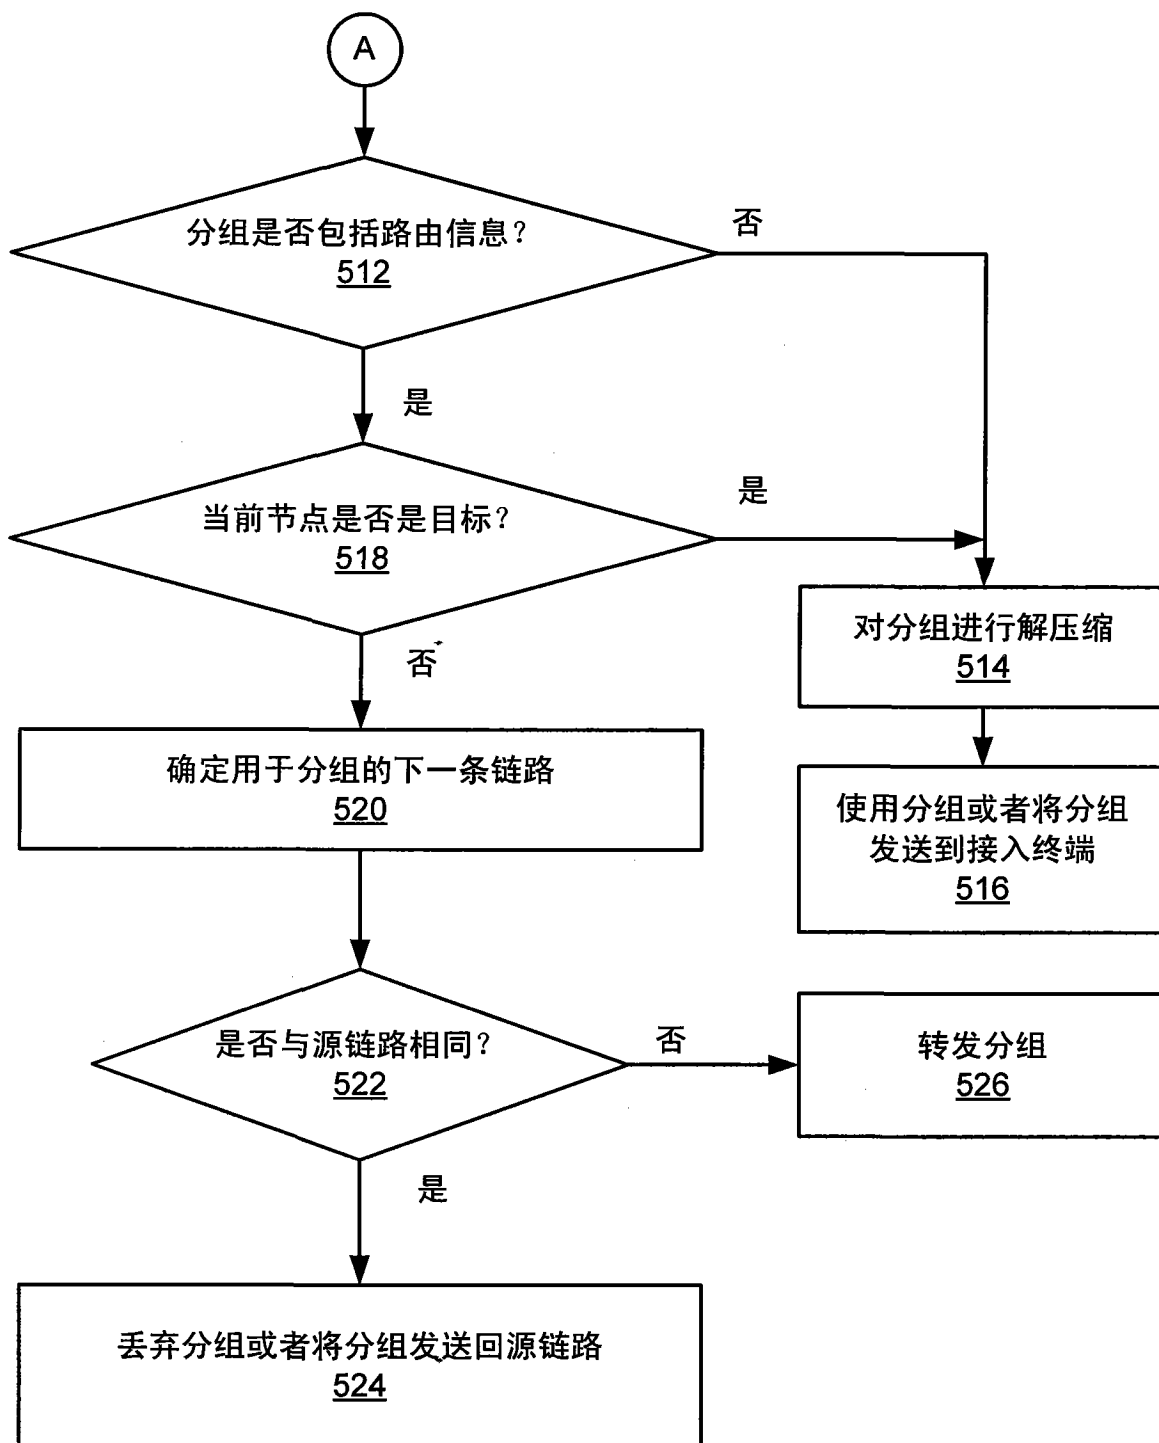 A
分组是否包括路由信息？
512
否
是
当前节点是否是目标？
518
是
否
对分组进行解压缩
514
确定用于分组的下一条链路
520
使用分组或者将分组
发送到接入终端
516
是否与源链路相同？
522
否
转发分组
526
是
丢弃分组或者将分组发送回源链路
524